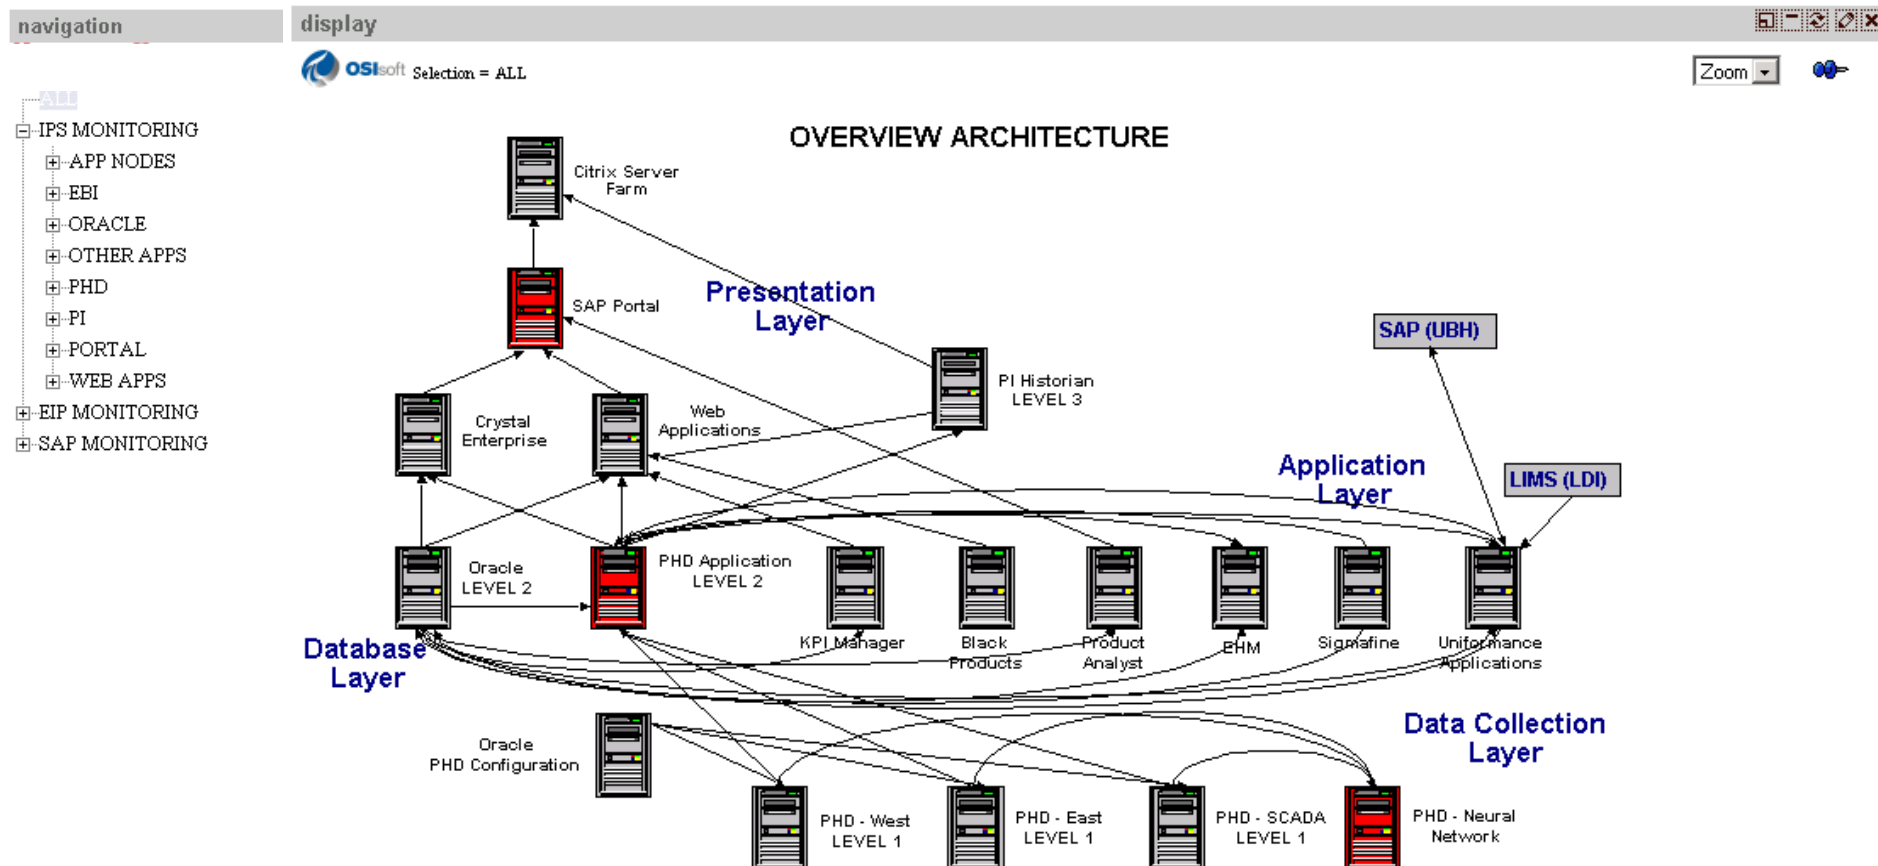 navigation
display
OSIsoft Selection = ALL
Zoom
ALL
IPS MONITORING
APP NODES
EBI
ORACLE
OTHER APPS
PHD
PI
PORTAL
WEB APPS
EIP MONITORING
SAP MONITORING
OVERVIEW ARCHITECTURE
Citrix Server
Farm
SAP Portal
Presentation
Layer
SAP (UBH)
PI Historian
LEVEL 3
Crystal
Enterprise
Web
Applications
Application
Layer
LIMS (LDI)
Oracle
LEVEL 2
PHD Application
LEVEL 2
KPI Manager
Black
Products
Product
Analyst
EHM
Sigmafine
Uniformance
Applications
Database
Layer
Data Collection
Layer
Oracle
PHD Configuration
PHD - West
LEVEL 1
PHD - East
LEVEL 1
PHD - SCADA
LEVEL 1
PHD - Neural
Network